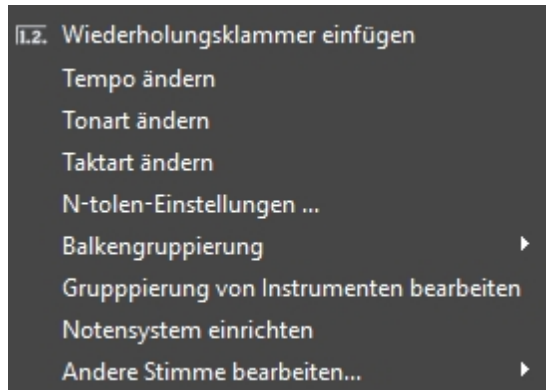 1.2. Wiederholungsklammer einfügen
Tempo ändern
Tonart ändern
Taktart ändern
N-tolen-Einstellungen ...
Balkengruppierung
Grupppierung von Instrumenten bearbeiten
Notensystem einrichten
Andere Stimme bearbeiten...